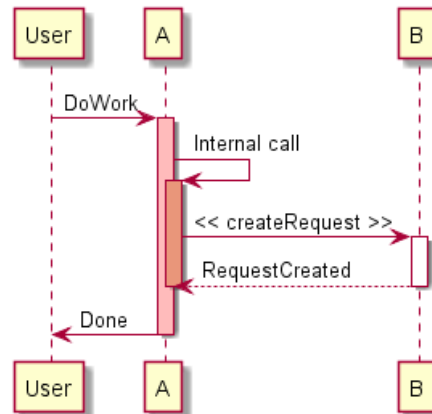 User A B
DoWork
Internal call
<< createRequest >>
RequestCreated
Done
User A B